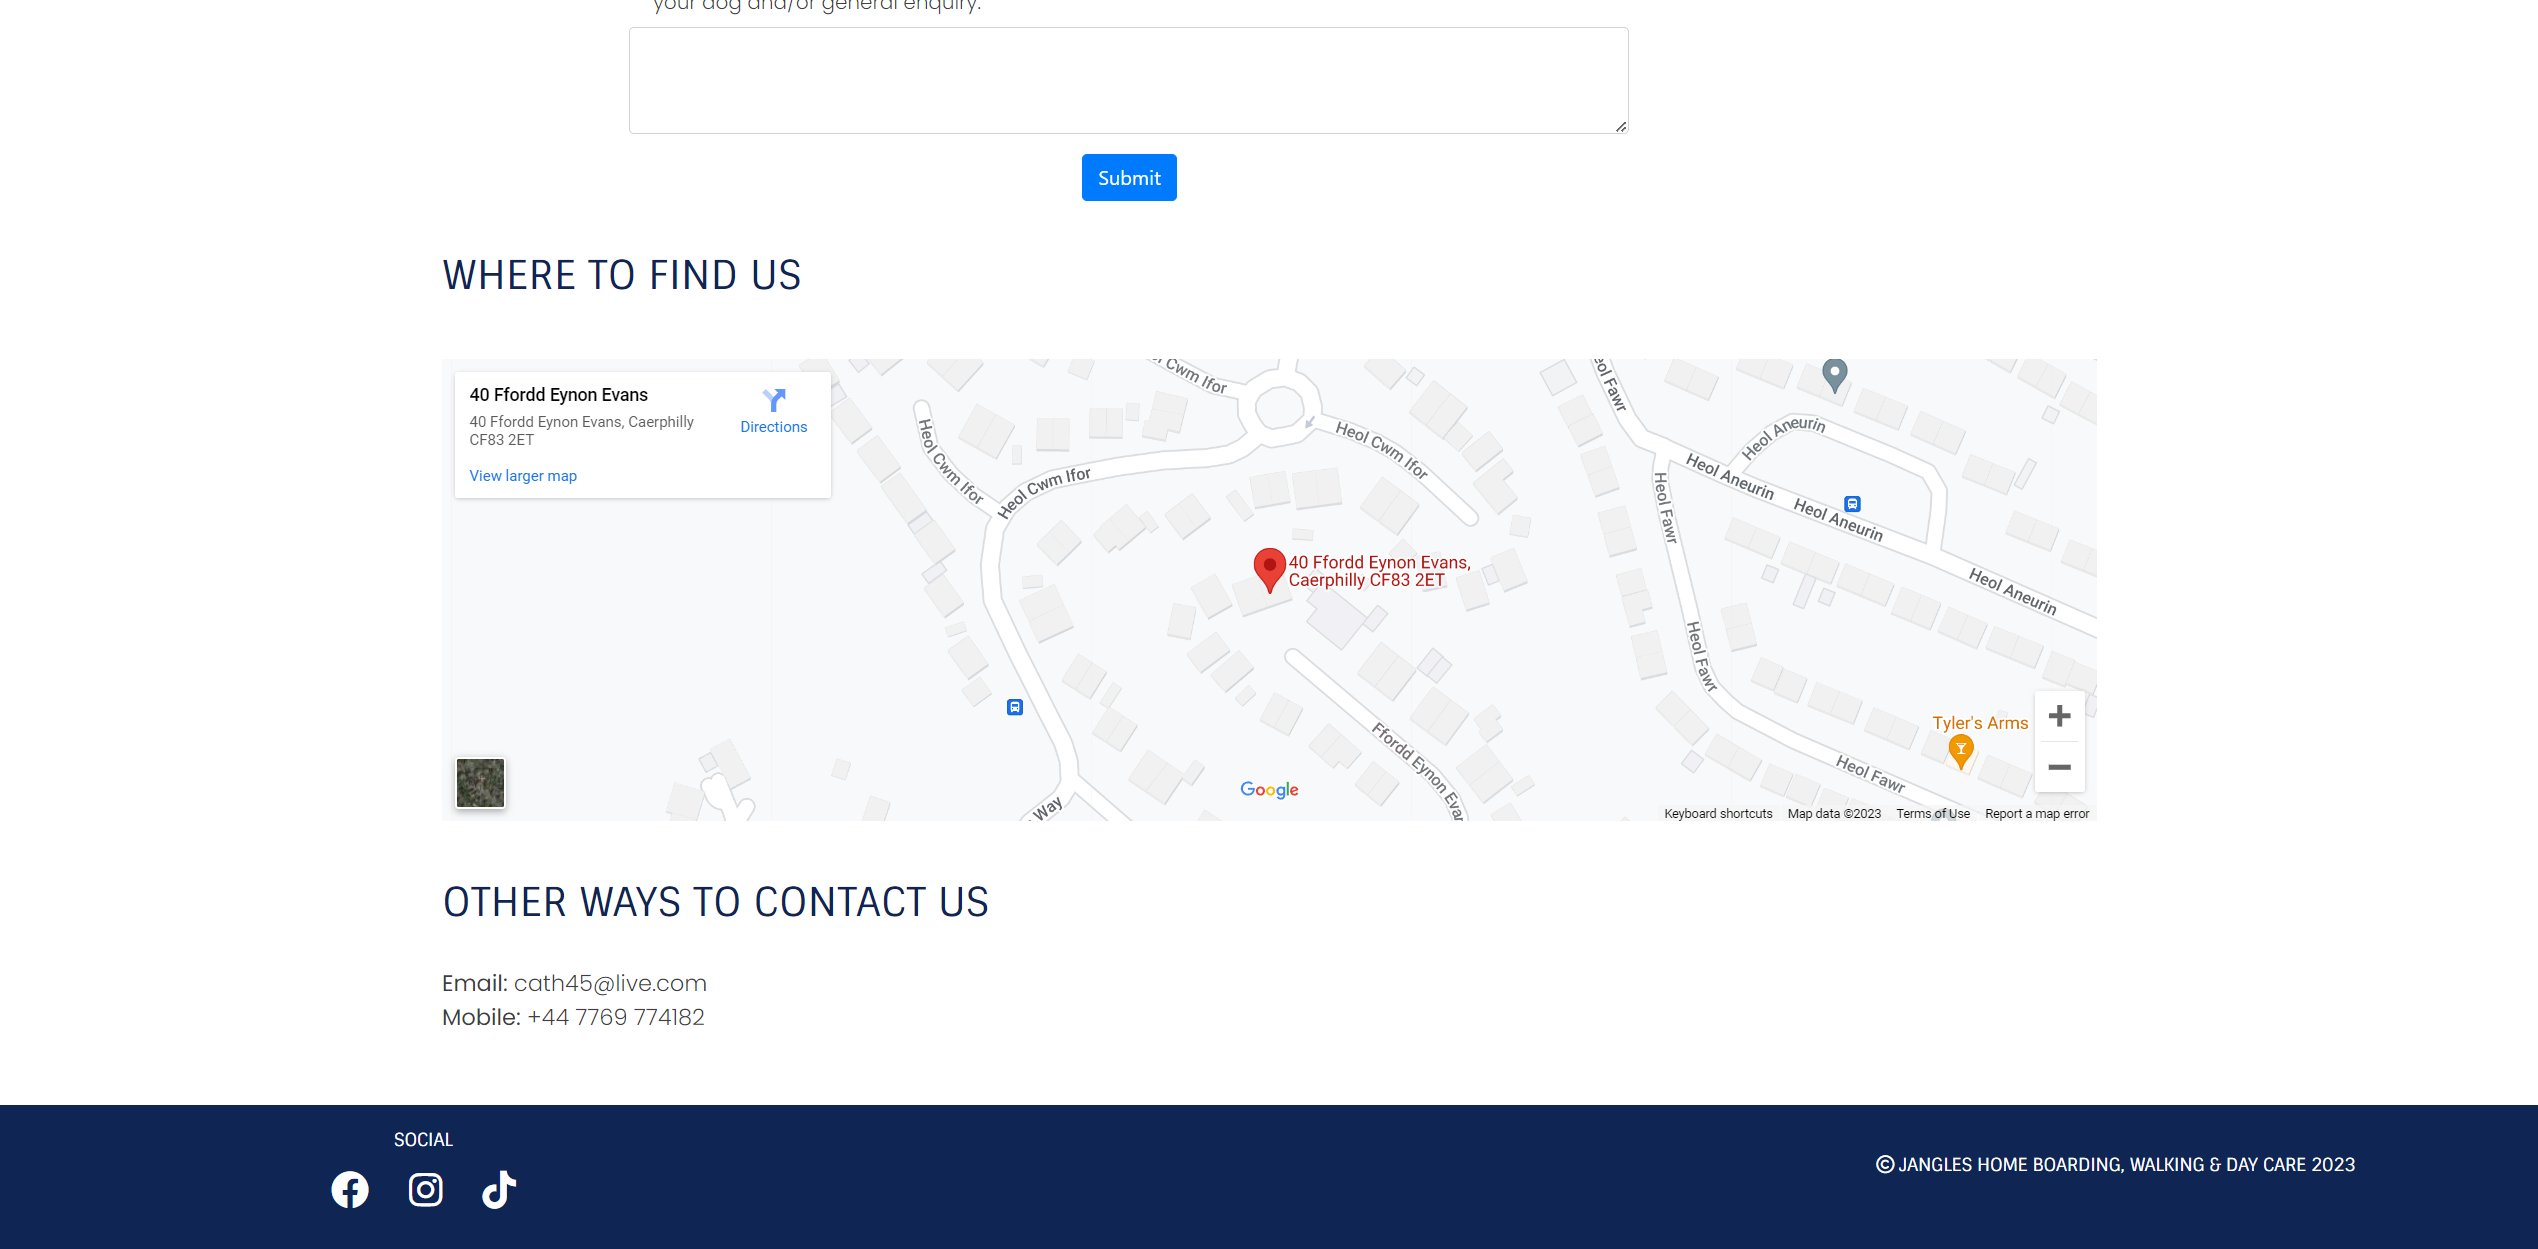 your dog and/or general enquiry.
Submit
WHERE TO FIND US
40 Ffordd Eynon Evans
40 Ffordd Eynon Evans, Caerphilly
CF83 2ET
Directions
View larger map
Cwm Ifor
Heol Cwm Ifor
Heol Cwm Ifor
Heol Cwm Ifor
Heol Fawr
Heol Aneurin
Heol Aneurin
Heol Aneurin
Heol Aneurin
Heol Fawr
Heol Fawr
Heol Fawr
40 Ffordd Eynon Evans,
Caerphilly CF83 2ET
Ffordd Eynon Evan
Way
Tyler's Arms
Google
Keyboard shortcuts Map data ©2023 Terms of Use Report a map error
OTHER WAYS TO CONTACT US
Email: cath45@live.com
Mobile: +44 7769 774182
SOCIAL
© JANGLES HOME BOARDING, WALKING & DAY CARE 2023